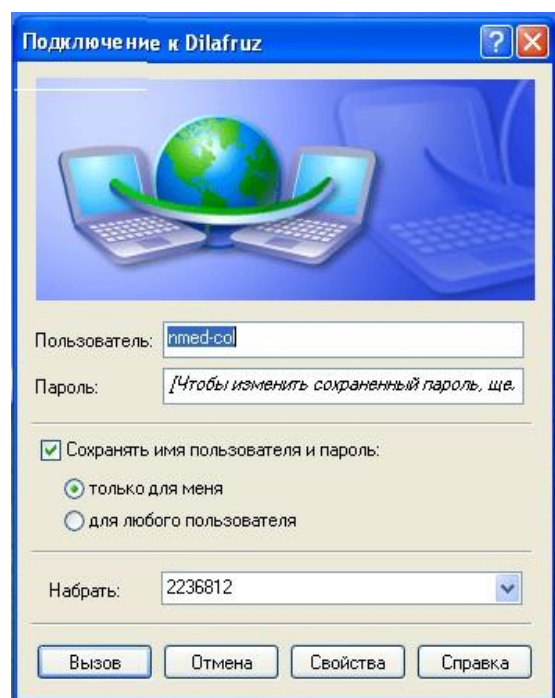 Подключение к Dilafruz
Пользователь: nmed-col
Пароль: [Чтобы изменить сохраненный пароль, ще.
Сохранять имя пользователя и пароль:
только для меня
для любого пользователя
Набрать: 2236812
Вызов Отмена Свойства Справка